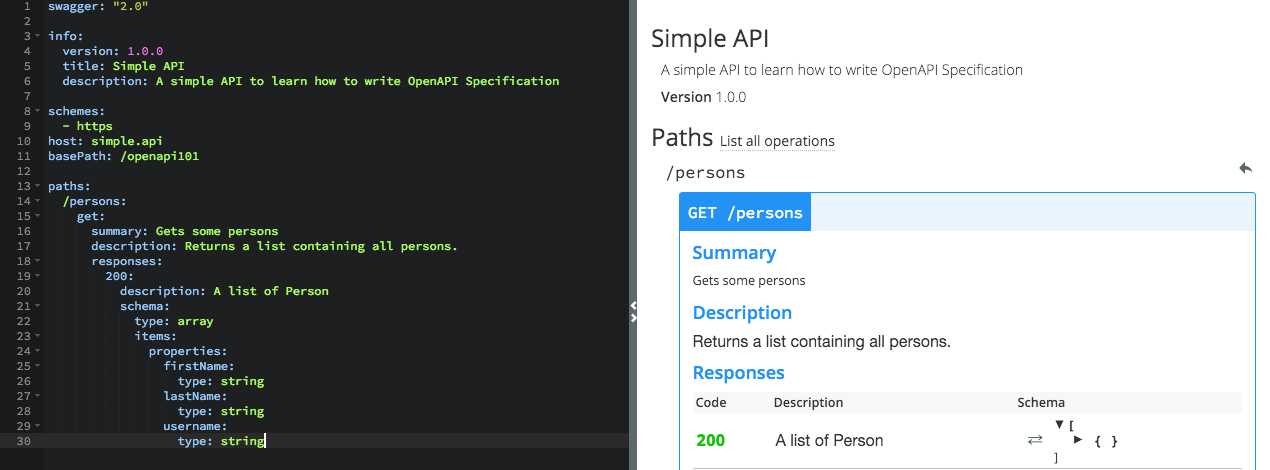 1 swagger: "2.0"
2
3 info:
4   version: 1.0.0
5   title: Simple API
6   description: A simple API to learn how to write OpenAPI Specification
7
8 schemes:
9   - https
10 host: simple.api
11 basePath: /openapi101
12
13 paths:
14   /persons:
15     get:
16       summary: Gets some persons
17       description: Returns a list containing all persons.
18       responses:
19         200:
20           description: A list of Person
21           schema:
22             type: array
23             items:
24               properties:
25                 firstName:
26                   type: string
27                 lastName:
28                   type: string
29                 username:
30                   type: string
Simple API
A simple API to learn how to write OpenAPI Specification
Version 1.0.0
Paths List all operations
/persons
GET /persons
Summary
Gets some persons
Description
Returns a list containing all persons.
Responses
Code Description Schema
[
200 A list of Person ⇄ { }
]